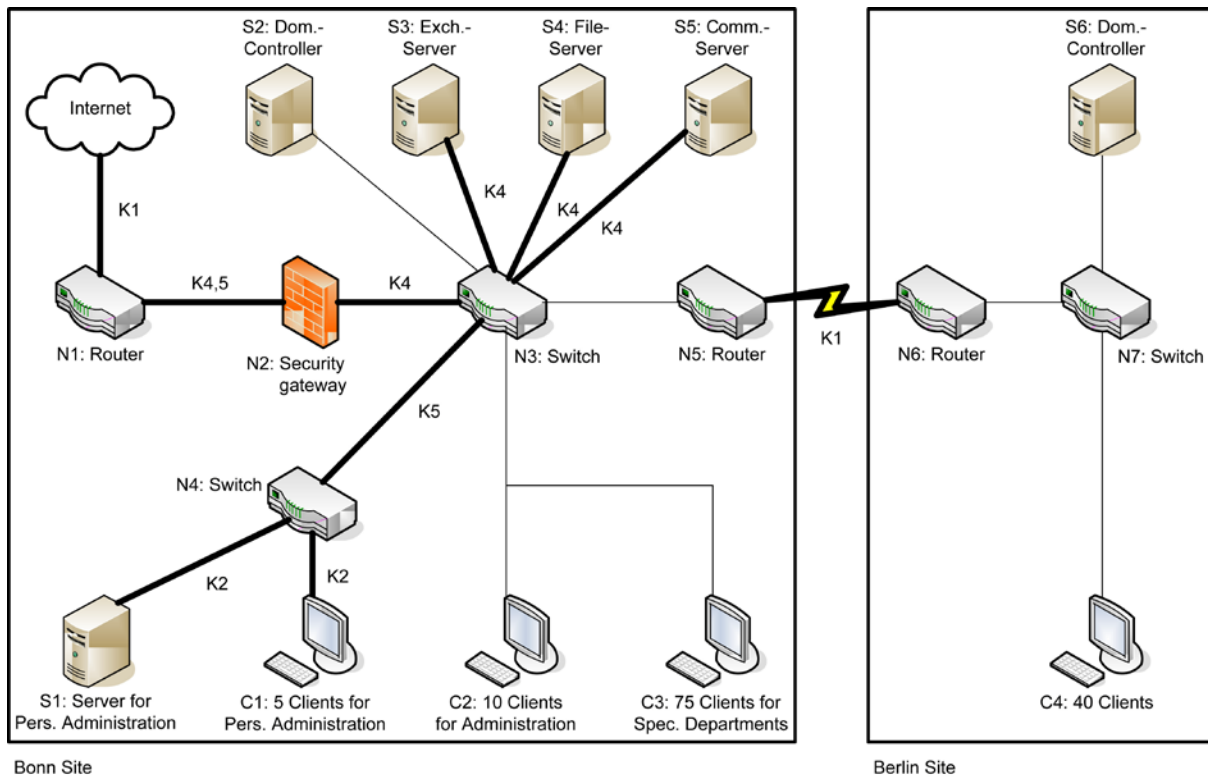 S2: Dom.-
Controller
S3: Exch.-
Server
S4: File-
Server
S5: Comm.-
Server
S6: Dom.-
Controller
Internet
K1
K4
K4
K4
K4,5
K4
K1
N1: Router
N2: Security
gateway
N3: Switch
N5: Router
N6: Router
N7: Switch
K5
N4: Switch
K2
K2
S1: Server for
Pers. Administration
C1: 5 Clients for
Pers. Administration
C2: 10 Clients
for Administration
C3: 75 Clients for
Spec. Departments
C4: 40 Clients
Bonn Site
Berlin Site